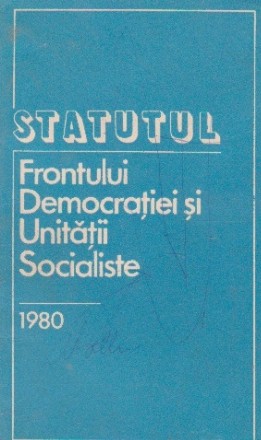 STATUTUL
Frontului
Democrației și
Unității
Socialiste
1980